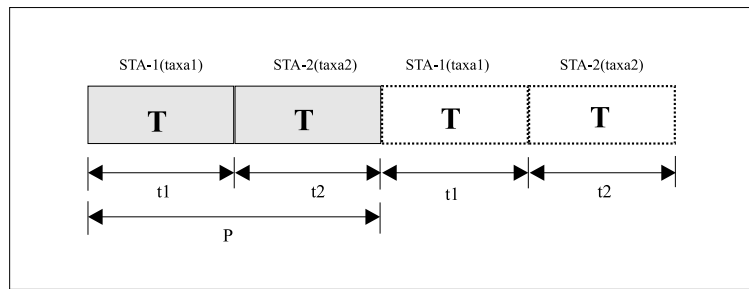 STA-1(taxa1) STA-2(taxa2) STA-1(taxa1) STA-2(taxa2)
T T T T
t1 t2 t1 t2
P